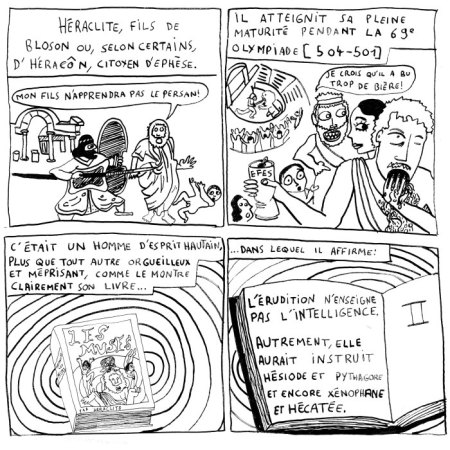 HÉRACLITE, FILS DE
BLOSON OU, SELON CERTAINS,
D'HÉRACÔN, CITOYEN D'EPHÈSE.
MON FILS N'APPRENDRA PAS LE PERSAN!
IL ATTEIGNIT SA PLEINE
MATURITÉ PENDANT LA 69e
OLYMPIADE [504-501]
JE CROIS QU'IL A BU
TROP DE BIÈRE!
EFES
C'ÉTAIT UN HOMME D'ESPRIT HAUTAIN,
PLUS QUE TOUT AUTRE ORGUEILLEUX
ET MÉPRISANT, COMME LE MONTRE
CLAIREMENT SON LIVRE...
LES MUSES
PAR HÉRACLITE
...DANS LEQUEL IL AFFIRME:
L'ÉRUDITION N'ENSEIGNE
PAS L'INTELLIGENCE.
AUTREMENT, ELLE
AURAIT INSTRUIT
HÉSIODE ET PYTHAGORE
ET ENCORE XÉNOPHANE
ET HÉCATÉE.
II